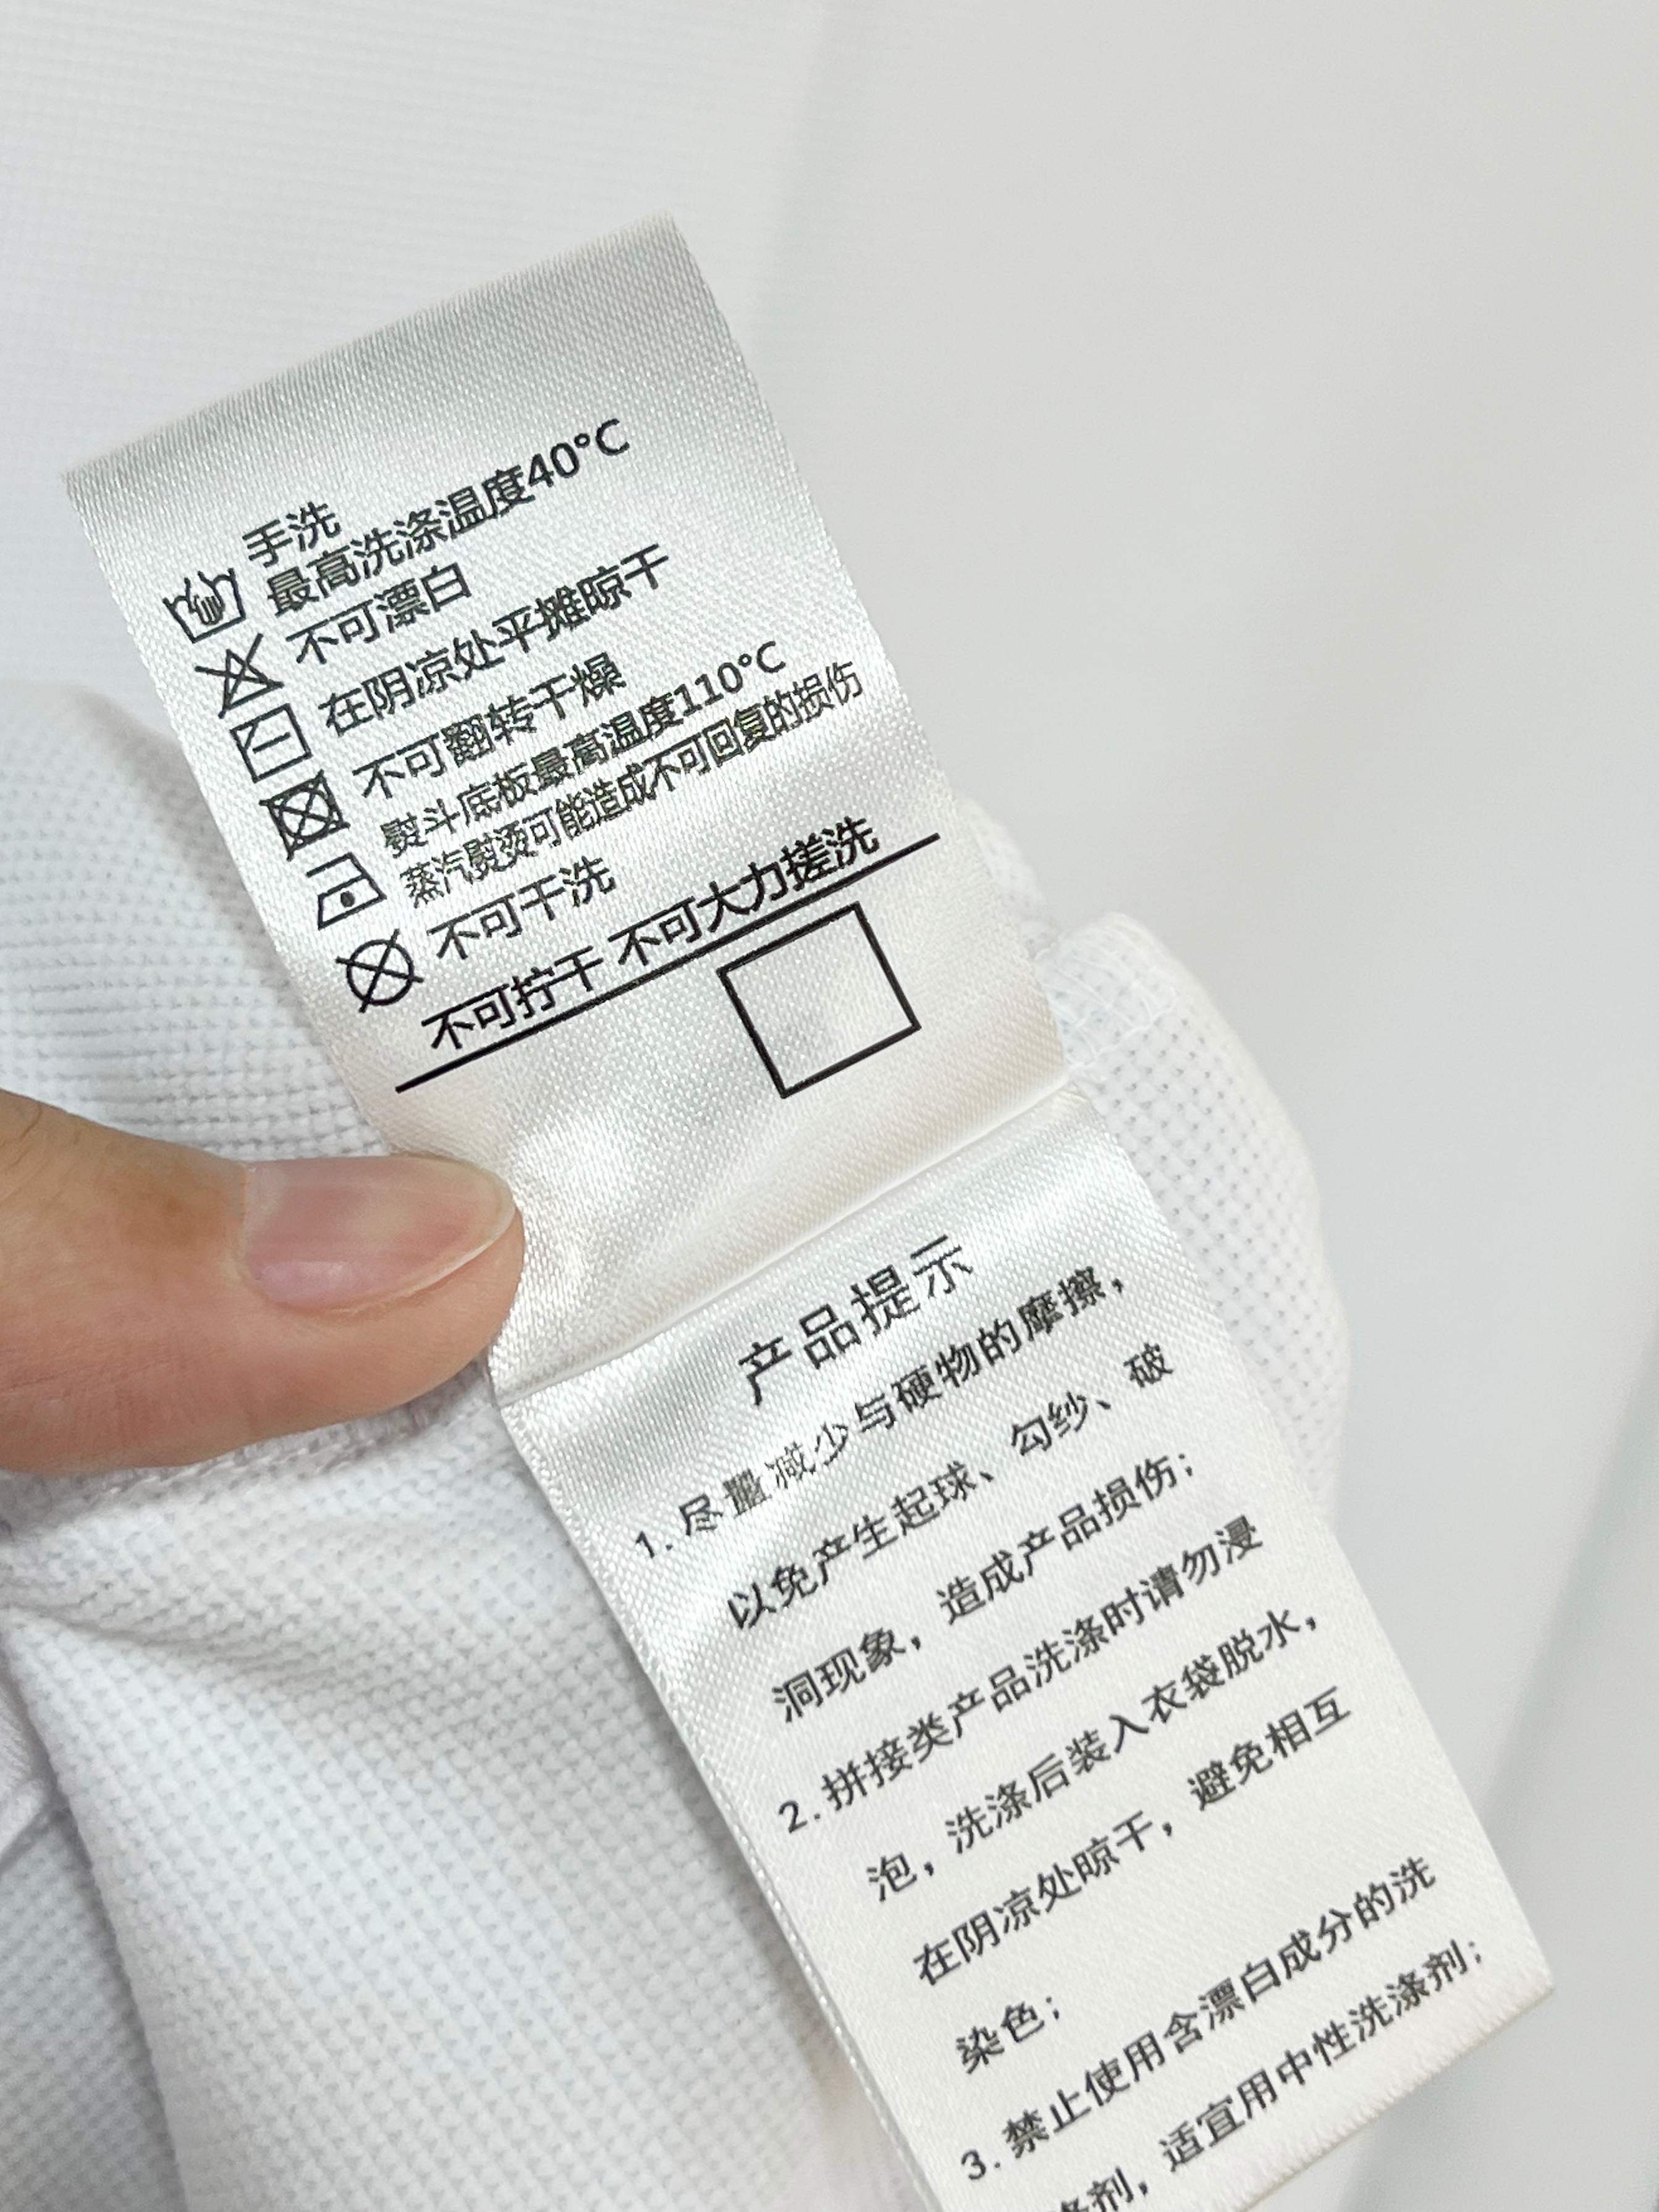 手洗
最高洗涤温度40°C
不可漂白
在阴凉处平摊晾干
不可翻转干燥
熨斗底板最高温度110°C
蒸汽熨烫可能造成不可回复的损伤
不可干洗
不可拧干 不可大力搓洗
产品提示
1. 尽量减少与硬物的摩擦，
以免产生起球、勾纱、破
洞现象，造成产品损伤；
2. 拼接类产品洗涤时请勿浸
泡，洗涤后装入衣袋脱水，
在阴凉处晾干，避免相互
染色；
3. 禁止使用含漂白成分的洗
涤剂，适宜用中性洗涤剂；